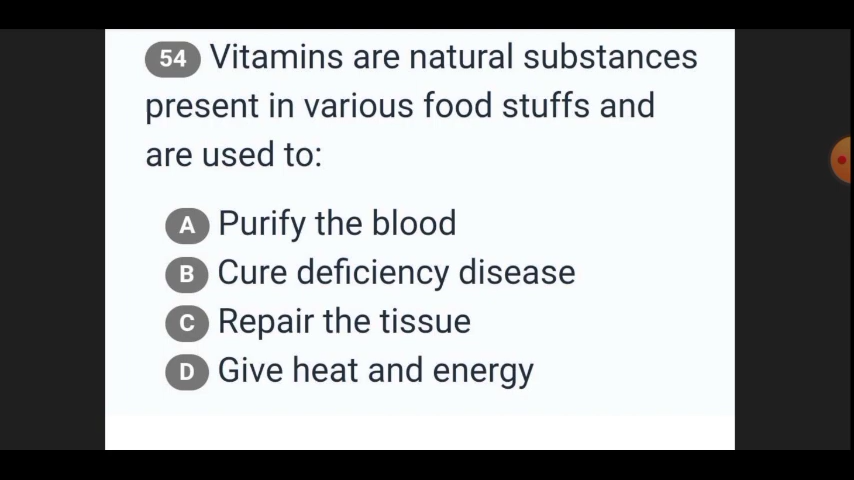 54 Vitamins are natural substances
present in various food stuffs and
are used to:
A Purify the blood
B Cure deficiency disease
C Repair the tissue
D Give heat and energy